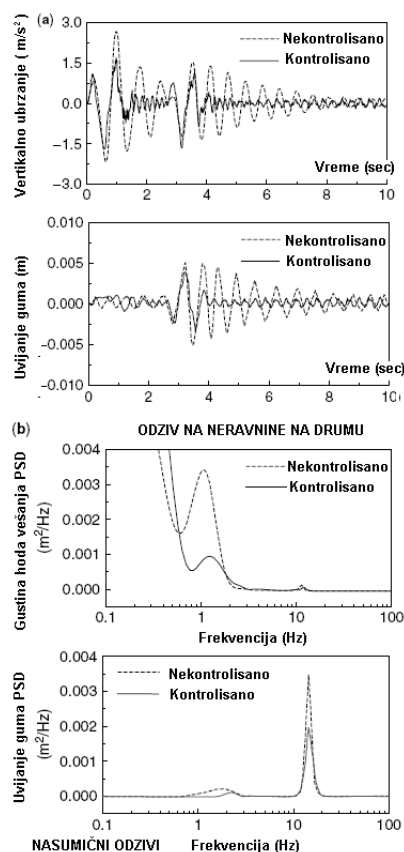 (a)
Vertikalno ubrzanje ( m/s²)
3.0
1.5
0.0
−1.5
−3.0
Nekontrolisano
Kontrolisano
Vreme (sec)
0 2 4 6 8 10
Uvijanje guma (m)
0.010
0.005
0.000
−0.005
−0.010
Nekontrolisano
Kontrolisano
Vreme (sec)
0 2 4 6 8 10
(b)
ODZIV NA NERAVNINE NA DRUMU
Gustina hoda vešanja PSD
(m²/Hz)
0.004
0.003
0.002
0.001
0.000
Nekontrolisano
Kontrolisano
0.1 1 10 100
Frekvencija (Hz)
Uvijanje guma PSD
(m²/Hz)
0.004
0.003
0.002
0.001
0.000
Nekontrolisano
Kontrolisano
0.1 1 10 100
NASUMIČNI ODZIVI Frekvencija (Hz)